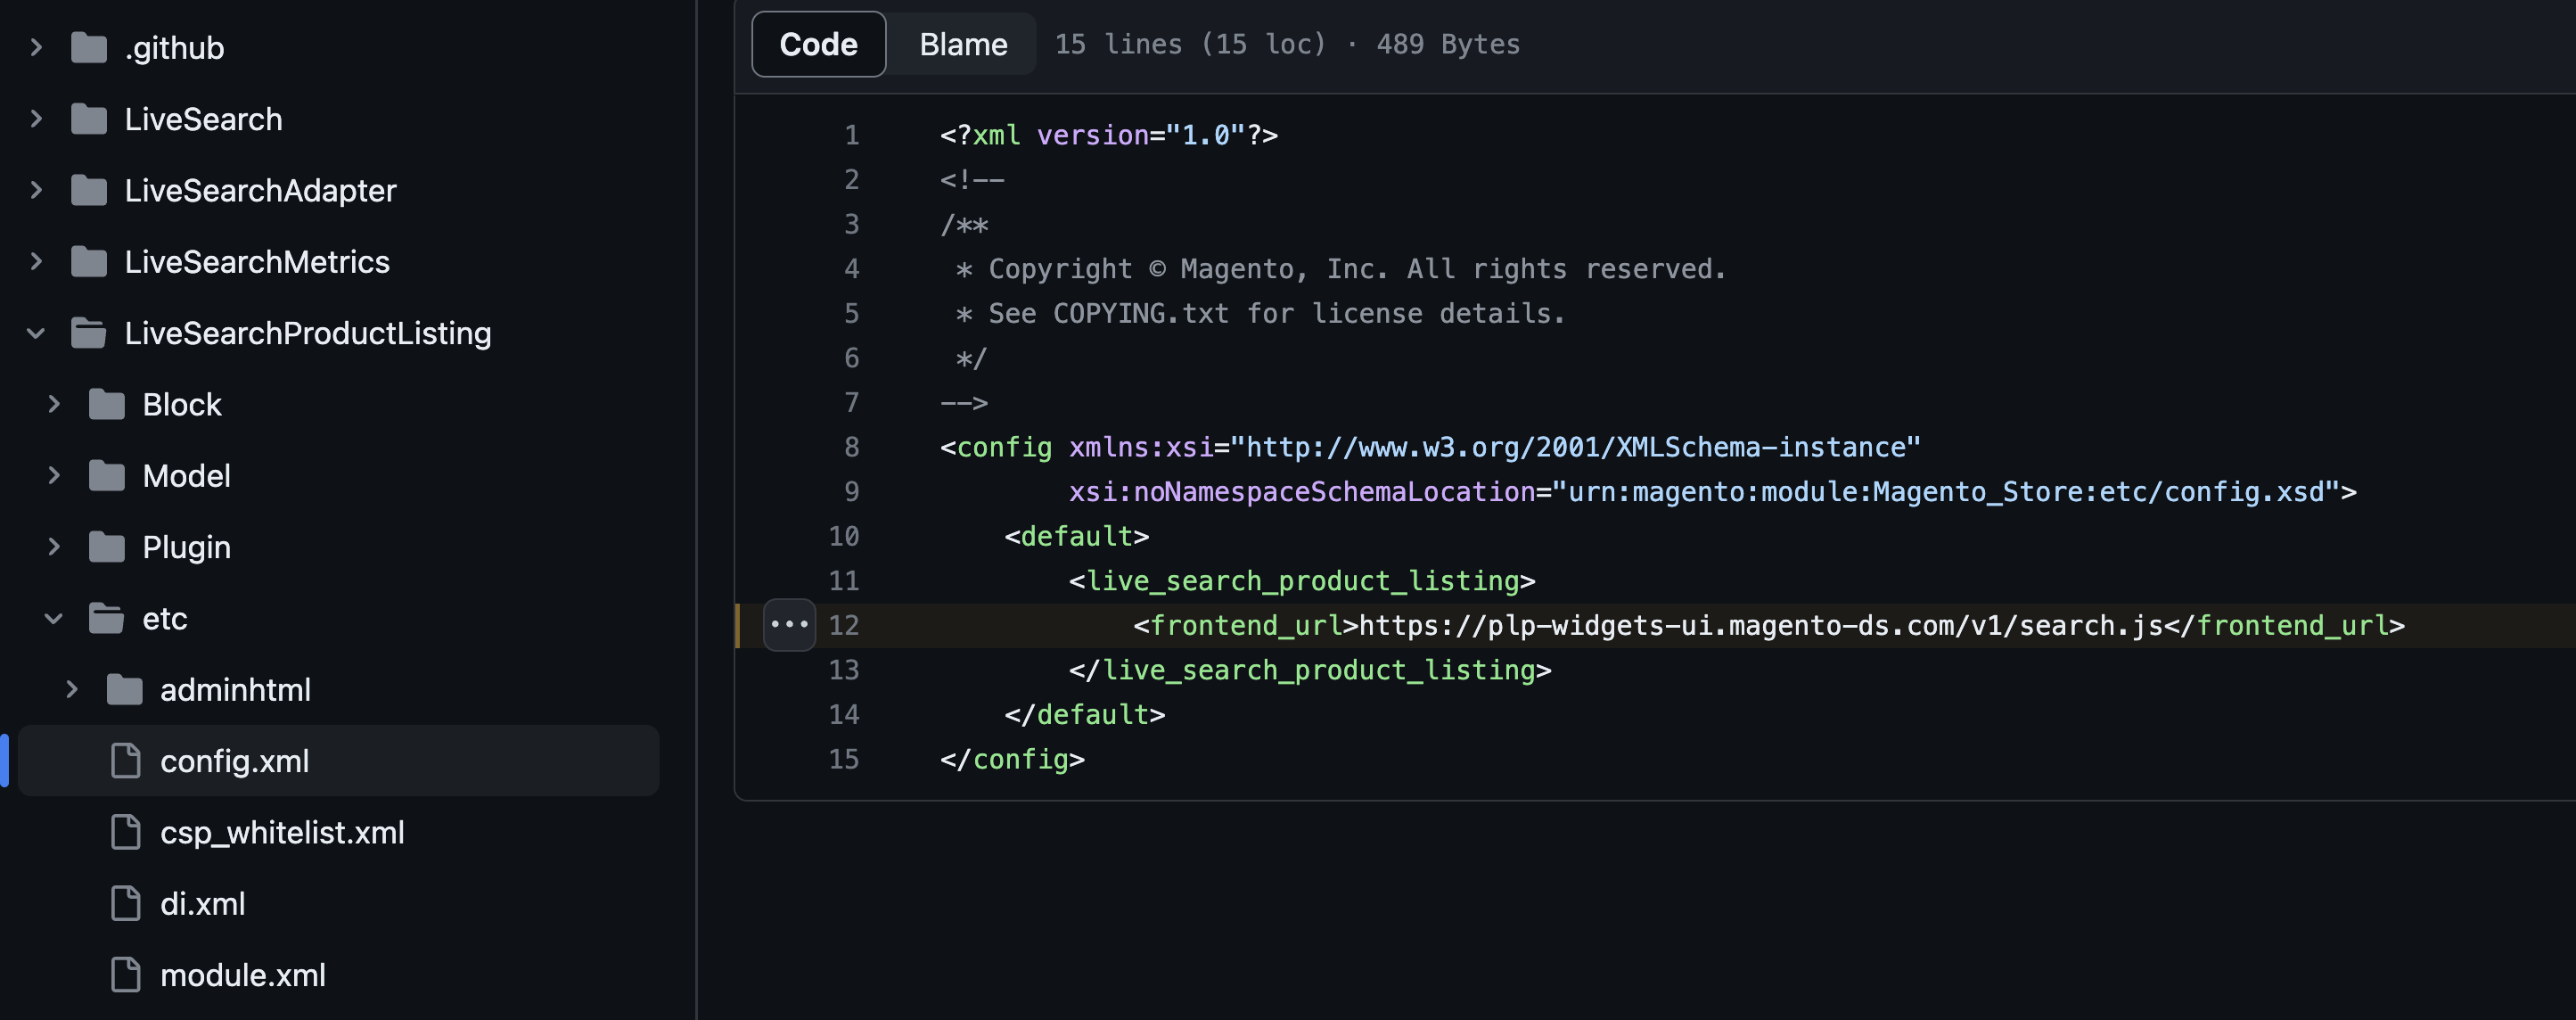 .github
LiveSearch
LiveSearchAdapter
LiveSearchMetrics
LiveSearchProductListing
Block
Model
Plugin
etc
adminhtml
config.xml
csp_whitelist.xml
di.xml
module.xml
Code Blame 15 lines (15 loc) · 489 Bytes
1 <?xml version="1.0"?>
2 <!--
3 /**
4  * Copyright © Magento, Inc. All rights reserved.
5  * See COPYING.txt for license details.
6  */
7 -->
8 <config xmlns:xsi="http://www.w3.org/2001/XMLSchema-instance"
9         xsi:noNamespaceSchemaLocation="urn:magento:module:Magento_Store:etc/config.xsd">
10     <default>
11         <live_search_product_listing>
12             <frontend_url>https://plp-widgets-ui.magento-ds.com/v1/search.js</frontend_url>
13         </live_search_product_listing>
14     </default>
15 </config>